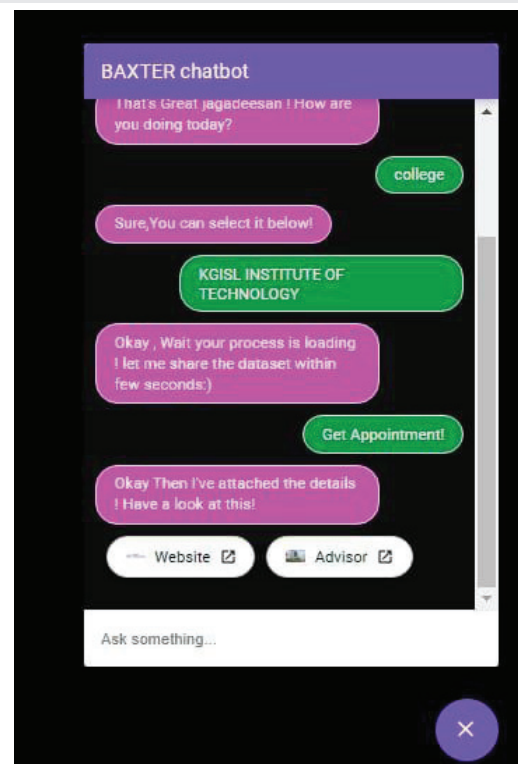 BAXTER chatbot
That's Great jagadeesan ! How are
you doing today?
college
Sure,You can select it below!
KGISL INSTITUTE OF
TECHNOLOGY
Okay , Wait your process is loading
! let me share the dataset within
few seconds:)
Get Appointment!
Okay Then I've attached the details
! Have a look at this!
Website
Advisor
Ask something...